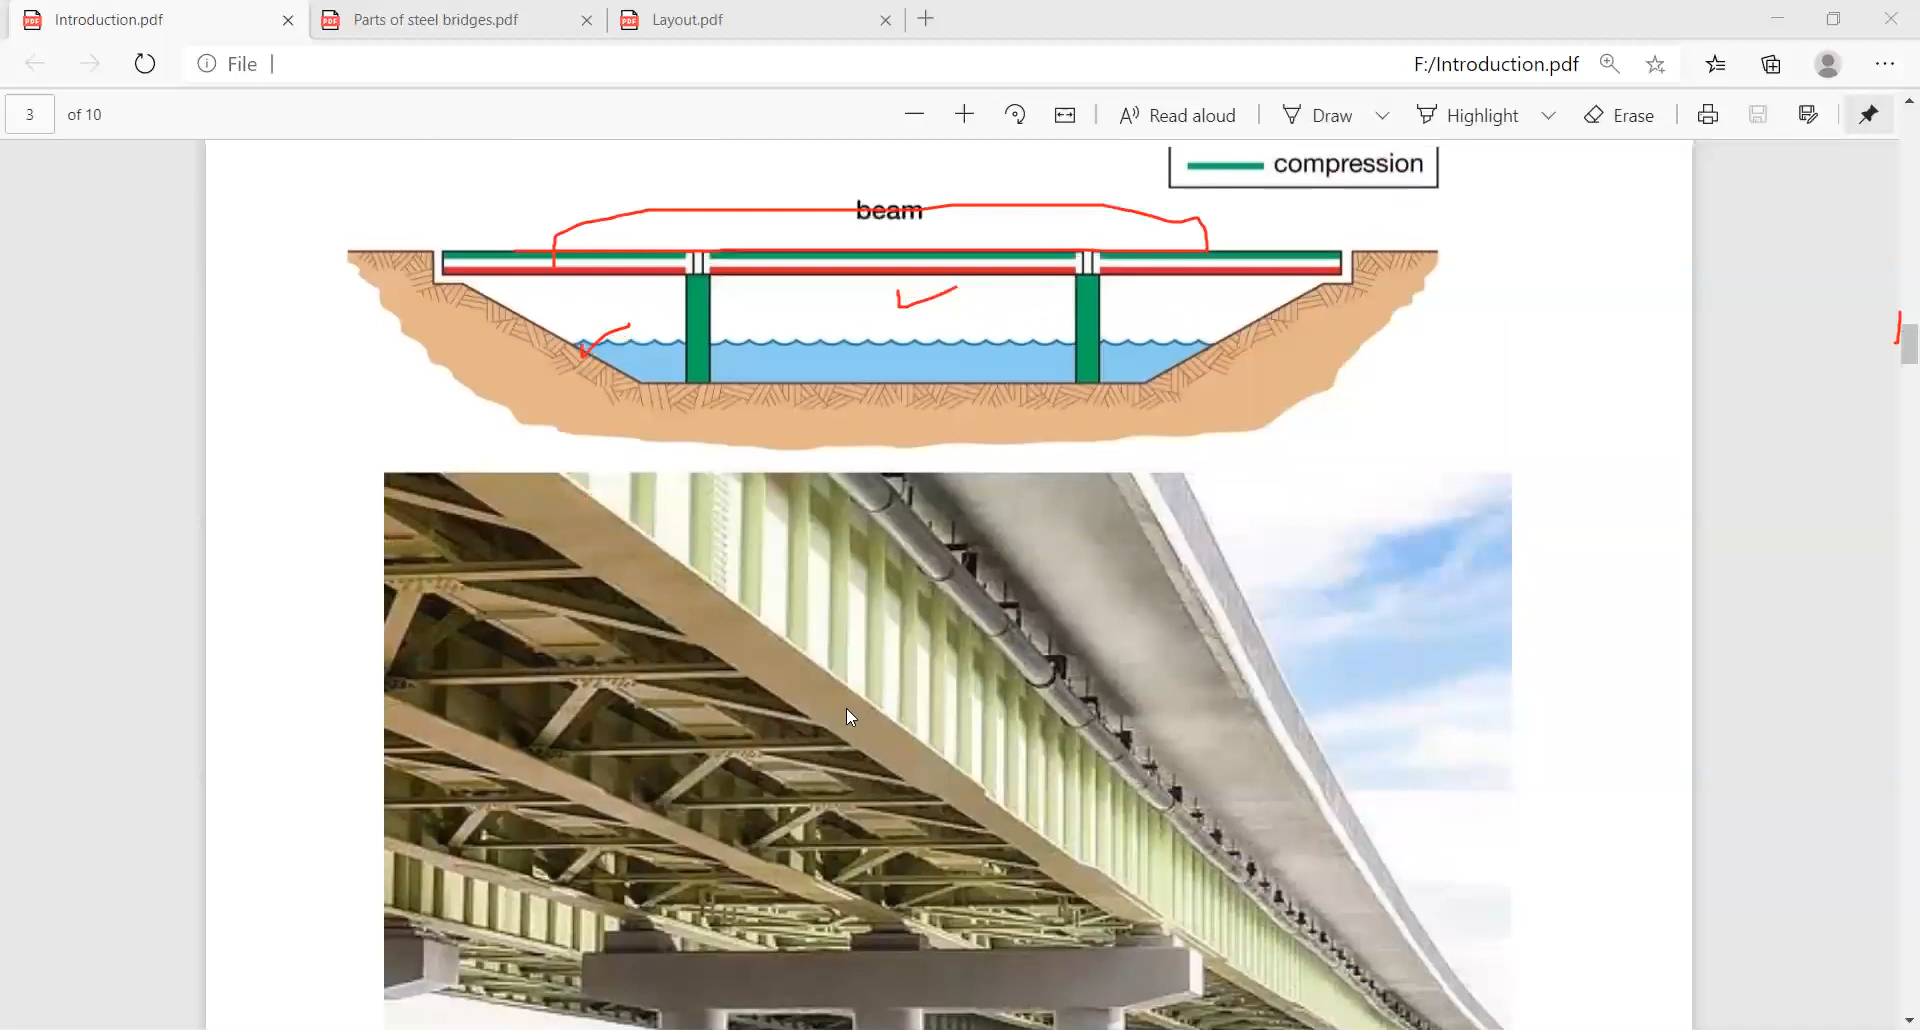 Introduction.pdf
Parts of steel bridges.pdf
Layout.pdf
File
F:/Introduction.pdf
3 of 10
Read aloud
Draw
Highlight
Erase
compression
beam